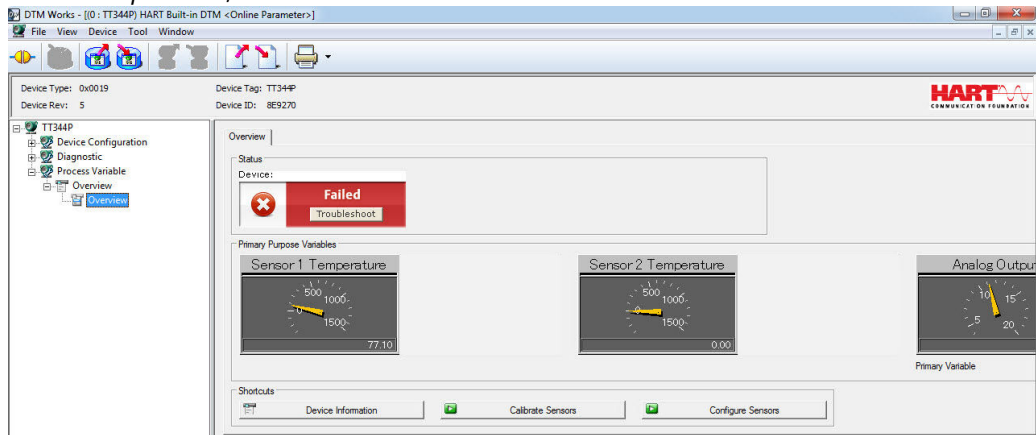 DTM Works - [(0 : TT344P) HART Built-in DTM <Online Parameter>]
File View Device Tool Window
Device Type: 0x0019
Device Tag: TT344P
Device Rev: 5
Device ID: 8E9270
HART
COMMUNICATION FOUNDATION
TT344P
Device Configuration
Diagnostic
Process Variable
Overview
Overview
Overview
Status
Device:
Failed
Troubleshoot
Primary Purpose Variables
Sensor 1 Temperature
0
500
1000
1500
77.10
Sensor 2 Temperature
0
500
1000
1500
0.00
Analog Output
5
10
15
20
Primary Variable
Shortcuts
Device Information
Calibrate Sensors
Configure Sensors